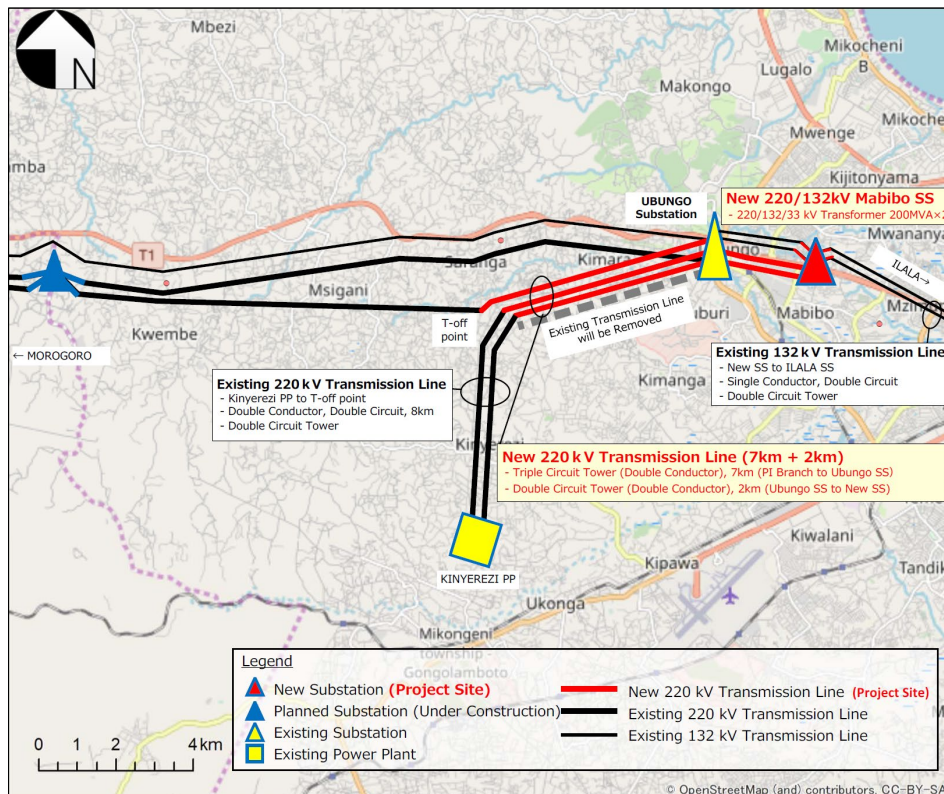 N
Mbezi
Mikocheni
B
Lugalo
Makongo
Mikoche
Mwenge
Kijitonyama
UBUNGO
Substation
New 220/132kV Mabibo SS
- 220/132/33 kV Transformer 200MVA×2
T1
Mwananya
ILALA→
Kimara
Msigani
Mabibo
T-off
point
Existing Transmission Line
will be Removed
Kwembe
← MOROGORO
Existing 132 kV Transmission Line
- New SS to ILALA SS
- Single Conductor, Double Circuit
- Double Circuit Tower
Existing 220 kV Transmission Line
- Kinyerezi PP to T-off point
- Double Conductor, Double Circuit, 8km
- Double Circuit Tower
Kimanga
New 220 kV Transmission Line (7km + 2km)
- Triple Circuit Tower (Double Conductor), 7km (PI Branch to Ubungo SS)
- Double Circuit Tower (Double Conductor), 2km (Ubungo SS to New SS)
KINYEREZI PP
Kiwalani
Kipawa
Tandik
Ukonga
Mikongeni
township -
Gongolamboto
Legend
New Substation (Project Site)
Planned Substation (Under Construction)
Existing Substation
Existing Power Plant
New 220 kV Transmission Line (Project Site)
Existing 220 kV Transmission Line
Existing 132 kV Transmission Line
0 1 2 4 km
© OpenStreetMap (and) contributors, CC-BY-SA